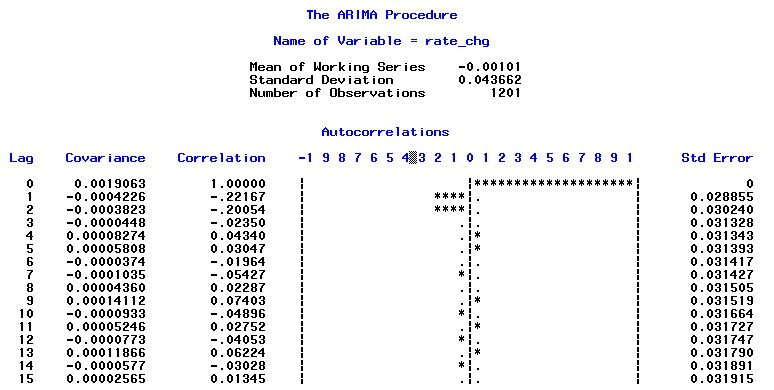 The ARIMA Procedure
Name of Variable = rate_chg
Mean of Working Series -0.00101
Standard Deviation 0.043662
Number of Observations 1201
Autocorrelations
Lag Covariance Correlation -1 9 8 7 6 5 4 3 2 1 0 1 2 3 4 5 6 7 8 9 1 Std Error
0 0.0019063 1.00000 | |********************| 0
1 -0.0004226 -.22167 | ****| . | 0.028855
2 -0.0003823 -.20054 | ****| . | 0.030240
3 -0.0000448 -.02350 | .|. | 0.031328
4 0.00008274 0.04340 | .|* | 0.031343
5 0.00005808 0.03047 | .|* | 0.031393
6 -0.0000374 -.01964 | .|. | 0.031417
7 -0.0001035 -.05427 | *|. | 0.031427
8 0.00004360 0.02287 | .|. | 0.031505
9 0.00014112 0.07403 | .|* | 0.031519
10 -0.0000933 -.04896 | *|. | 0.031664
11 0.00005246 0.02752 | .|* | 0.031727
12 -0.0000773 -.04053 | *|. | 0.031747
13 0.00011866 0.06224 | .|* | 0.031790
14 -0.0000577 -.03028 | *|. | 0.031891
15 0.00002565 0.01345 | .|. | 0.031915